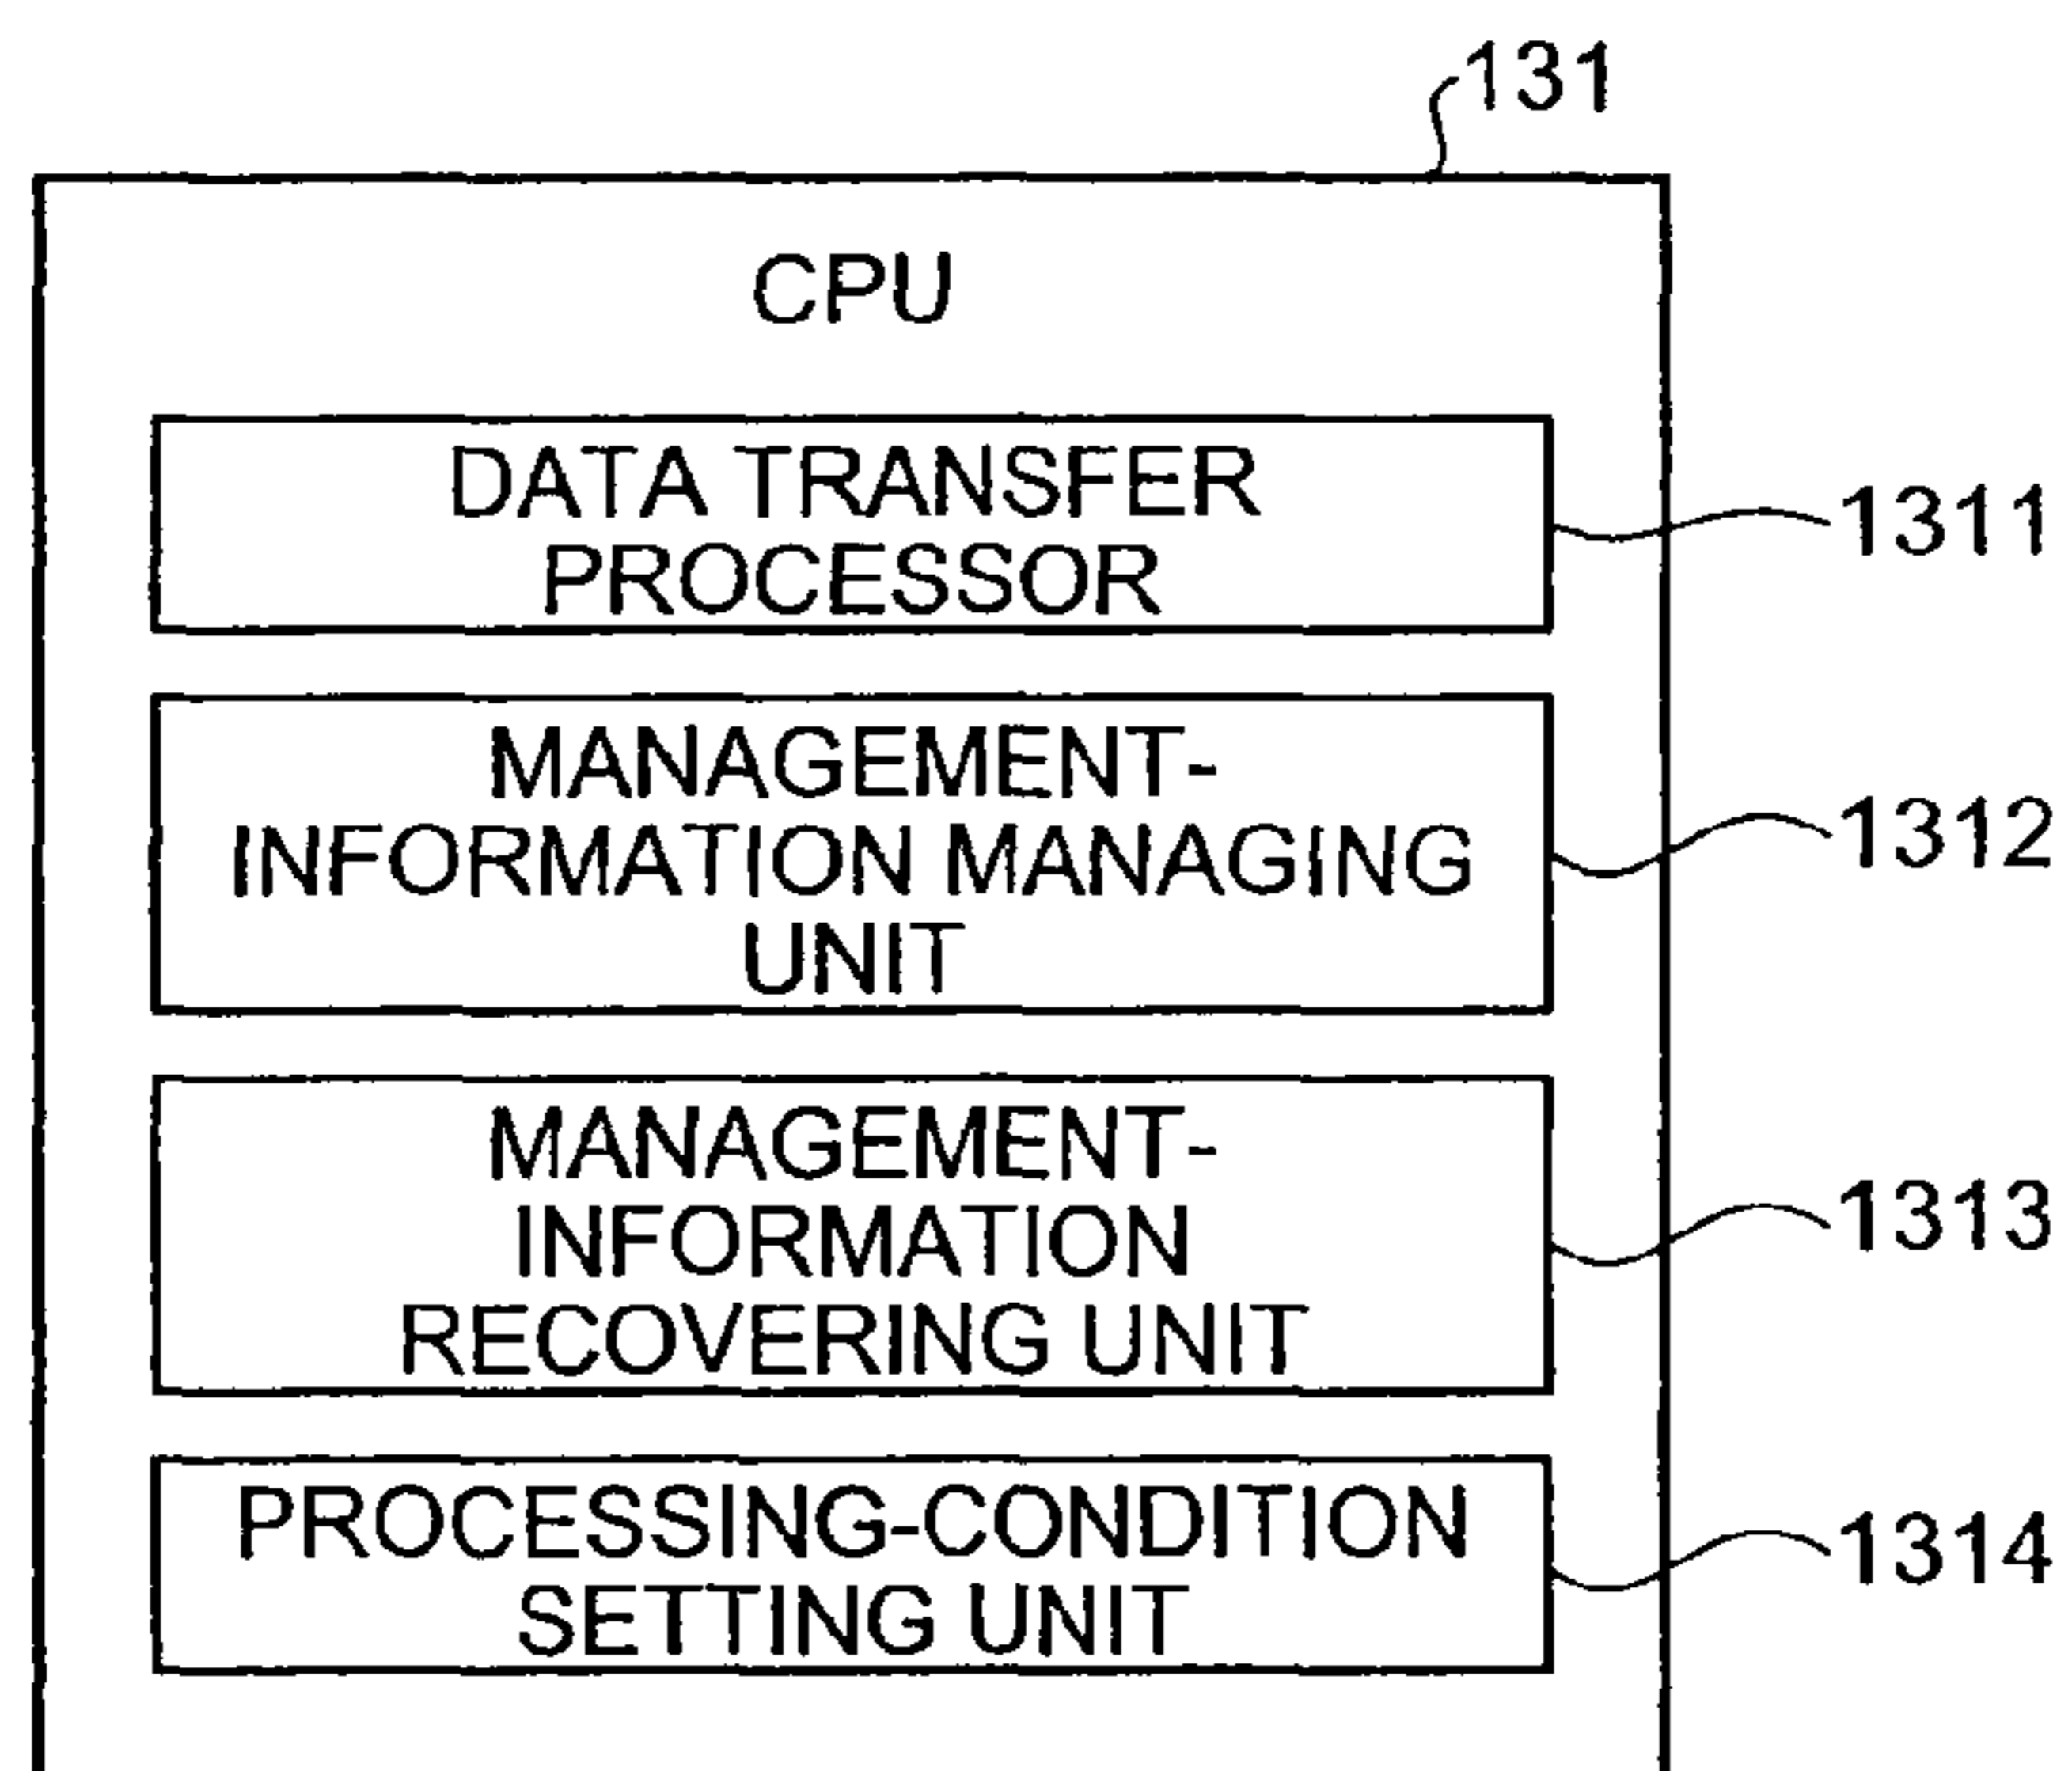 131
CPU
DATA TRANSFER
PROCESSOR
1311
MANAGEMENT-
INFORMATION MANAGING
UNIT
1312
MANAGEMENT-
INFORMATION
RECOVERING UNIT
1313
PROCESSING-CONDITION
SETTING UNIT
1314